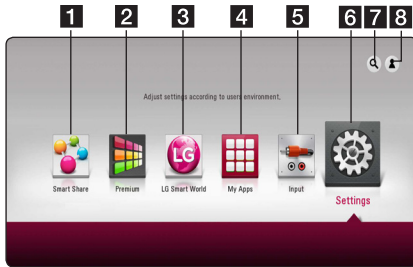 1 2 3 4 5 6 7 8
Adjust settings according to users environment.
LG
Smart Share Premium LG Smart World My Apps Input
Settings